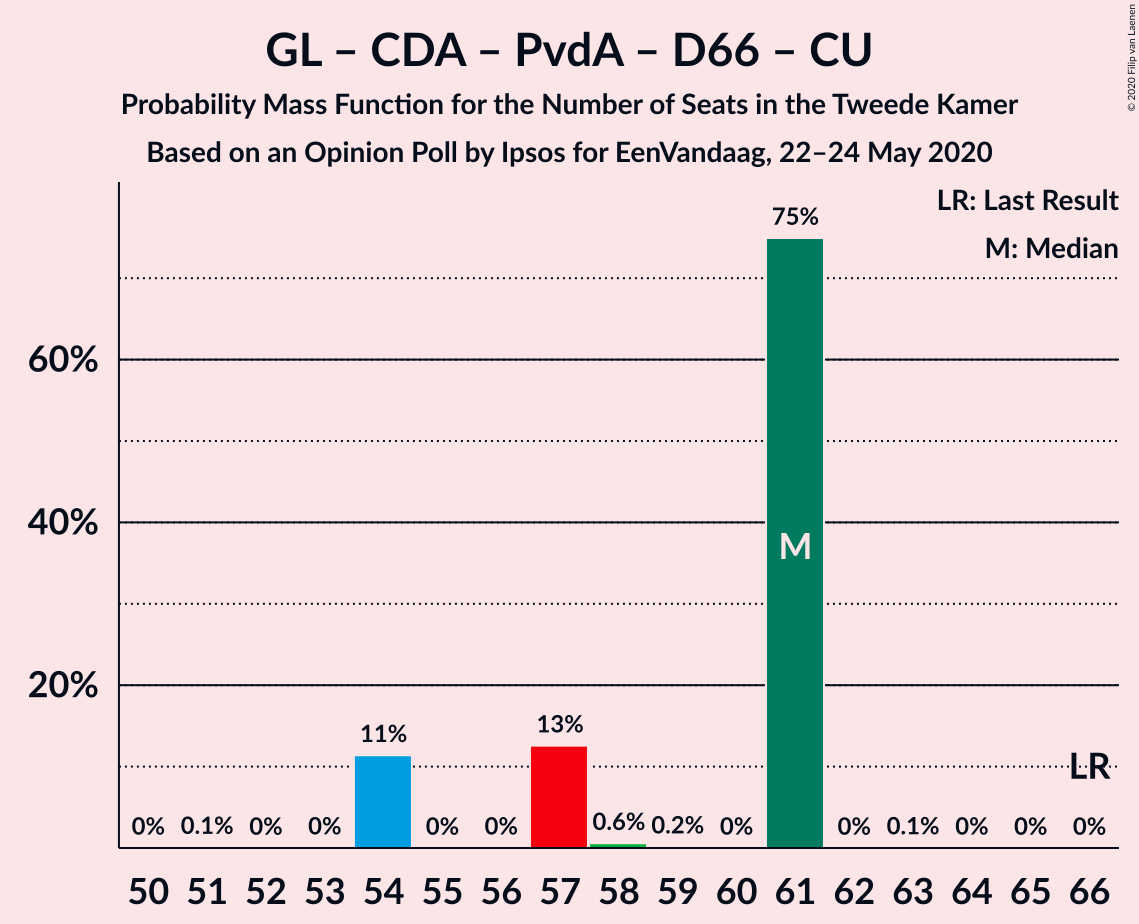 GL – CDA – PvdA – D66 – CU
Probability Mass Function for the Number of Seats in the Tweede Kamer
Based on an Opinion Poll by Ipsos for EenVandaag, 22–24 May 2020
© 2020 Filip van Laenen
LR: Last Result
M: Median
75%
60%
40%
M
20%
13%
11%
LR
0% 0.1% 0% 0% 0% 0% 0.6% 0.2% 0% 0% 0.1% 0% 0% 0%
50 51 52 53 54 55 56 57 58 59 60 61 62 63 64 65 66